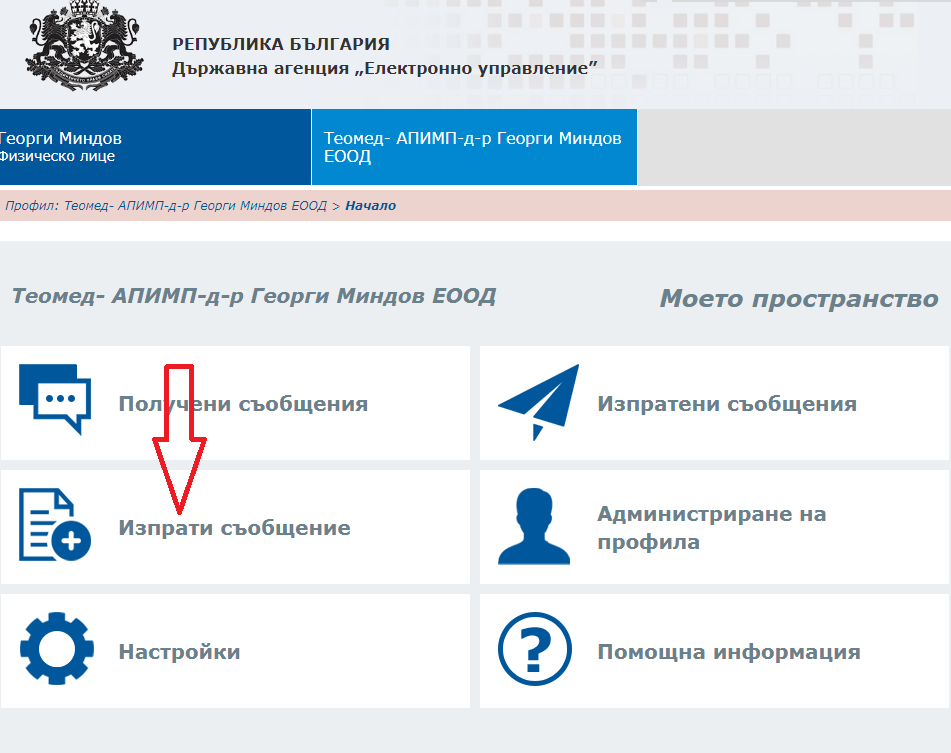 РЕПУБЛИКА БЪЛГАРИЯ
Държавна агенция „Електронно управление”
Георги Миндов
Физическо лице
Теомед- АПИМП-д-р Георги Миндов
ЕООД
Профил: Теомед- АПИМП-д-р Георги Миндов ЕООД > Начало
Теомед- АПИМП-д-р Георги Миндов ЕООД
Моето пространство
Получени съобщения
Изпратени съобщения
Изпрати съобщение
Администриране на
профила
Настройки
Помощна информация